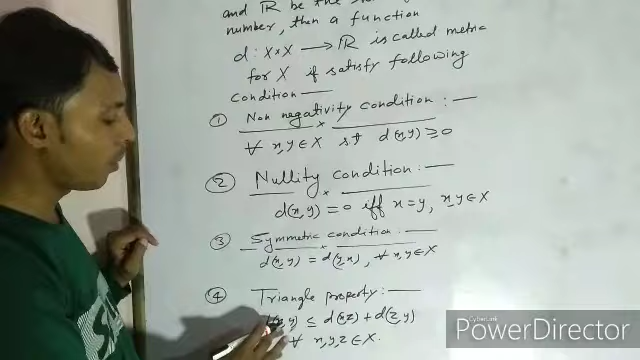 and ℝ be the
number, then a function
d : X×X ⟶ ℝ is called metric
for X if satisfy following
condition —
① Non negativity condition : —
∀ x,y ∈ X st d(x,y) ≥ 0
② Nullity condition : —
d(x,y) = 0 iff x = y, x,y ∈ X
③ Symmetric condition : —
d(x,y) = d(y,x), ∀ x,y ∈ X
④ Triangle property : —
d(x,y) ≤ d(x,z) + d(z,y)
∀ x,y,z ∈ X.
CyberLink
PowerDirector